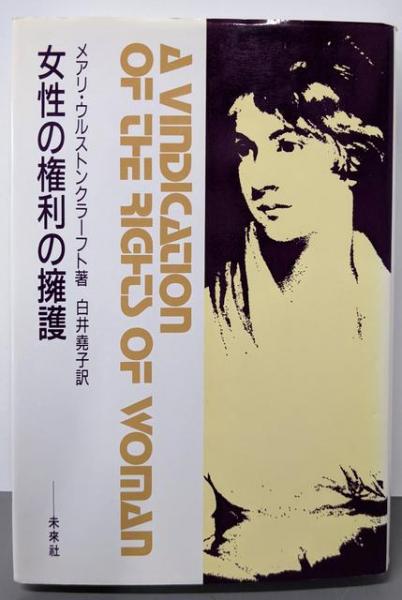 A VINDICATION
OF THE RIGHTS OF WOMAN
メアリ・ウルストンクラーフト著 白井堯子訳
女性の権利の擁護
未来社